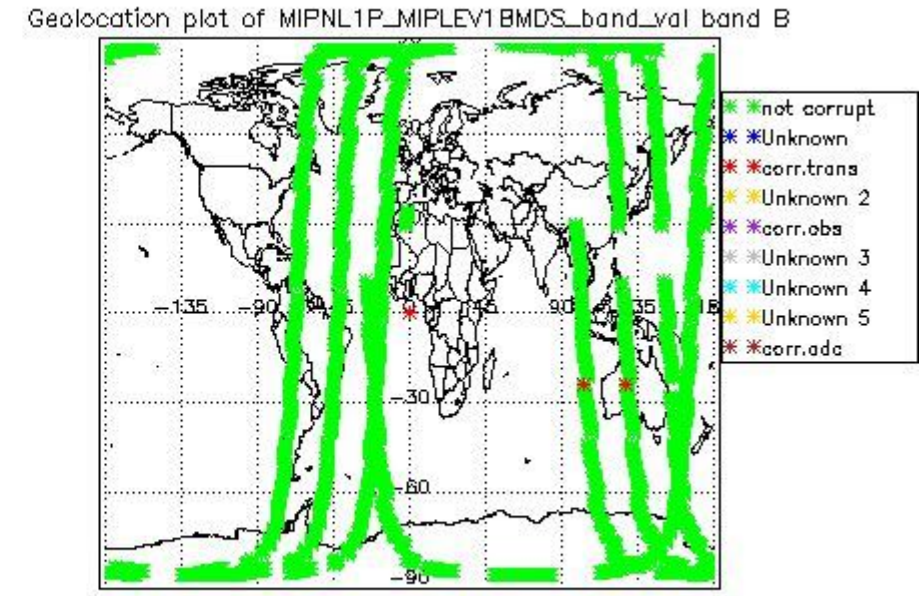 Geolocation plot of MIPNL1P_MIPLEV1BMDS_band_val band B
not corrupt
Unknown
corr.trans
Unknown 2
corr.obs
Unknown 3
Unknown 4
Unknown 5
corr.adc
-135 -90
90
-30
-60
-90